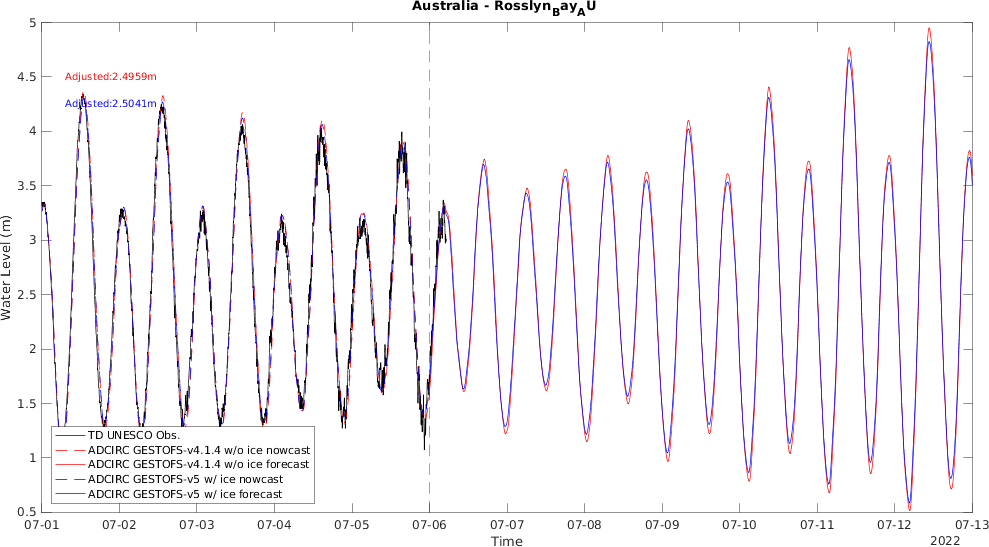 Australia - Rosslyn_Bay_AU
Adjusted:2.4959m
Adjusted:2.5041m
Water Level (m)
5
4.5
4
3.5
3
2.5
2
1.5
1
0.5
TD UNESCO Obs.
ADCIRC GESTOFS-v4.1.4 w/o ice nowcast
ADCIRC GESTOFS-v4.1.4 w/o ice forecast
ADCIRC GESTOFS-v5 w/ ice nowcast
ADCIRC GESTOFS-v5 w/ ice forecast
07-01 07-02 07-03 07-04 07-05 07-06 07-07 07-08 07-09 07-10 07-11 07-12 07-13
Time
2022